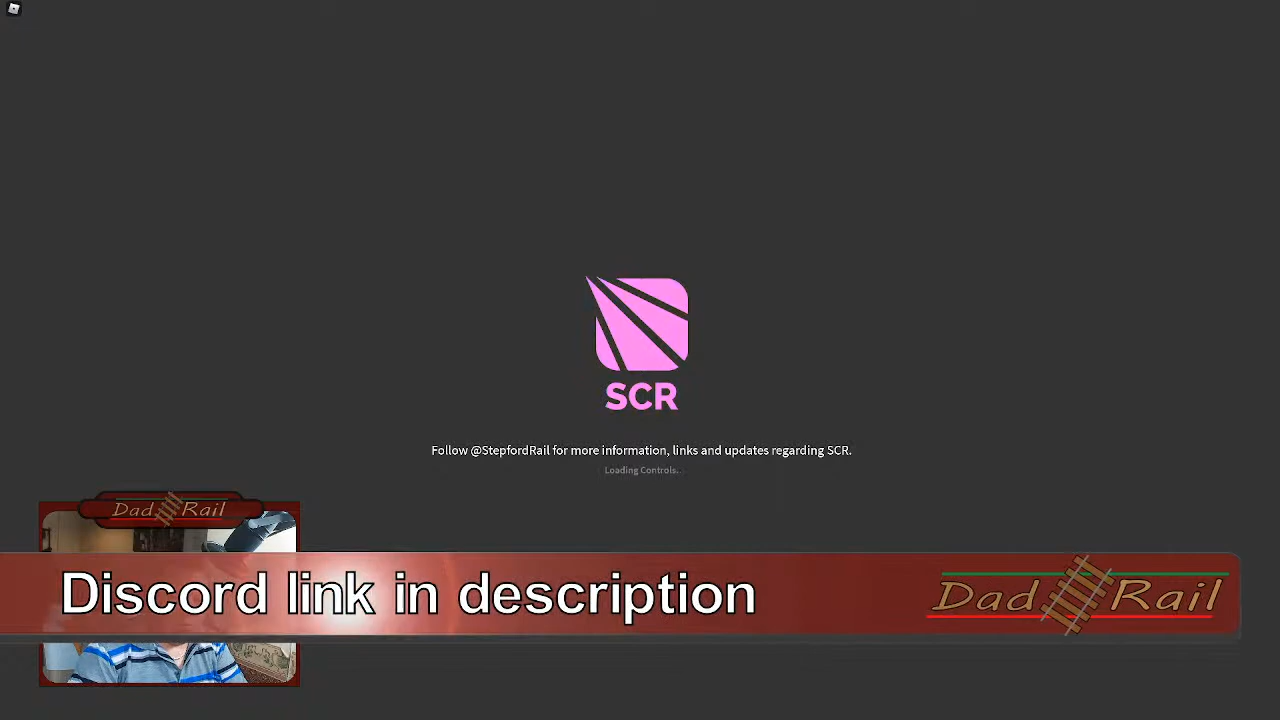 SCR
Follow @StepfordRail for more information, links and updates regarding SCR.
Loading Controls...
Dad Rail
Discord link in description
Dad Rail